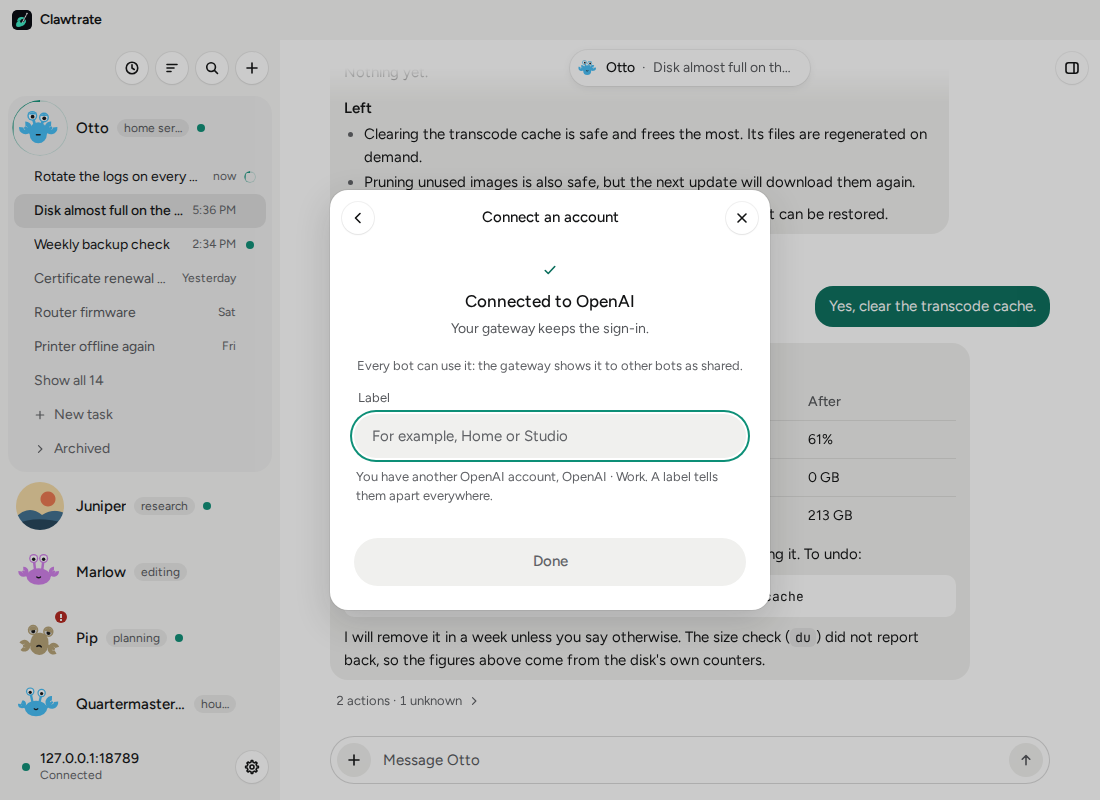 Clawtrate
Otto · Disk almost full on th...
Nothing yet.
Left
Clearing the transcode cache is safe and frees the most. Its files are regenerated on
demand.
Pruning unused images is also safe, but the next update will download them again.
t can be restored.
Yes, clear the transcode cache.
After
61%
0 GB
213 GB
ng it. To undo:
cache
I will remove it in a week unless you say otherwise. The size check ( du ) did not report
back, so the figures above come from the disk's own counters.
2 actions · 1 unknown
Message Otto
Otto home ser...
Rotate the logs on every ... now
Disk almost full on the ... 5:36 PM
Weekly backup check 2:34 PM
Certificate renewal ... Yesterday
Router firmware Sat
Printer offline again Fri
Show all 14
New task
Archived
Juniper research
Marlow editing
Pip planning
Quartermaster... hou...
127.0.0.1:18789
Connected
Connect an account
Connected to OpenAI
Your gateway keeps the sign-in.
Every bot can use it: the gateway shows it to other bots as shared.
Label
For example, Home or Studio
You have another OpenAI account, OpenAI · Work. A label tells
them apart everywhere.
Done